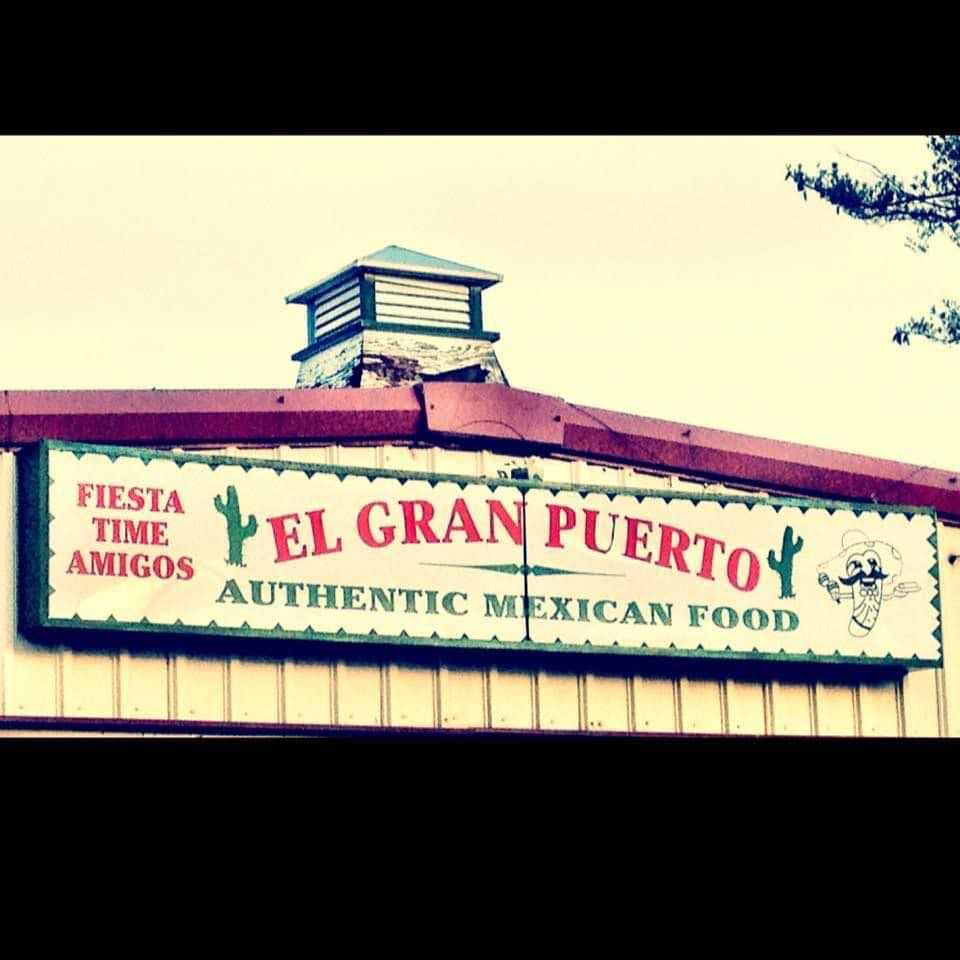 FIESTA
TIME
AMIGOS
EL GRAN PUERTO
AUTHENTIC MEXICAN FOOD